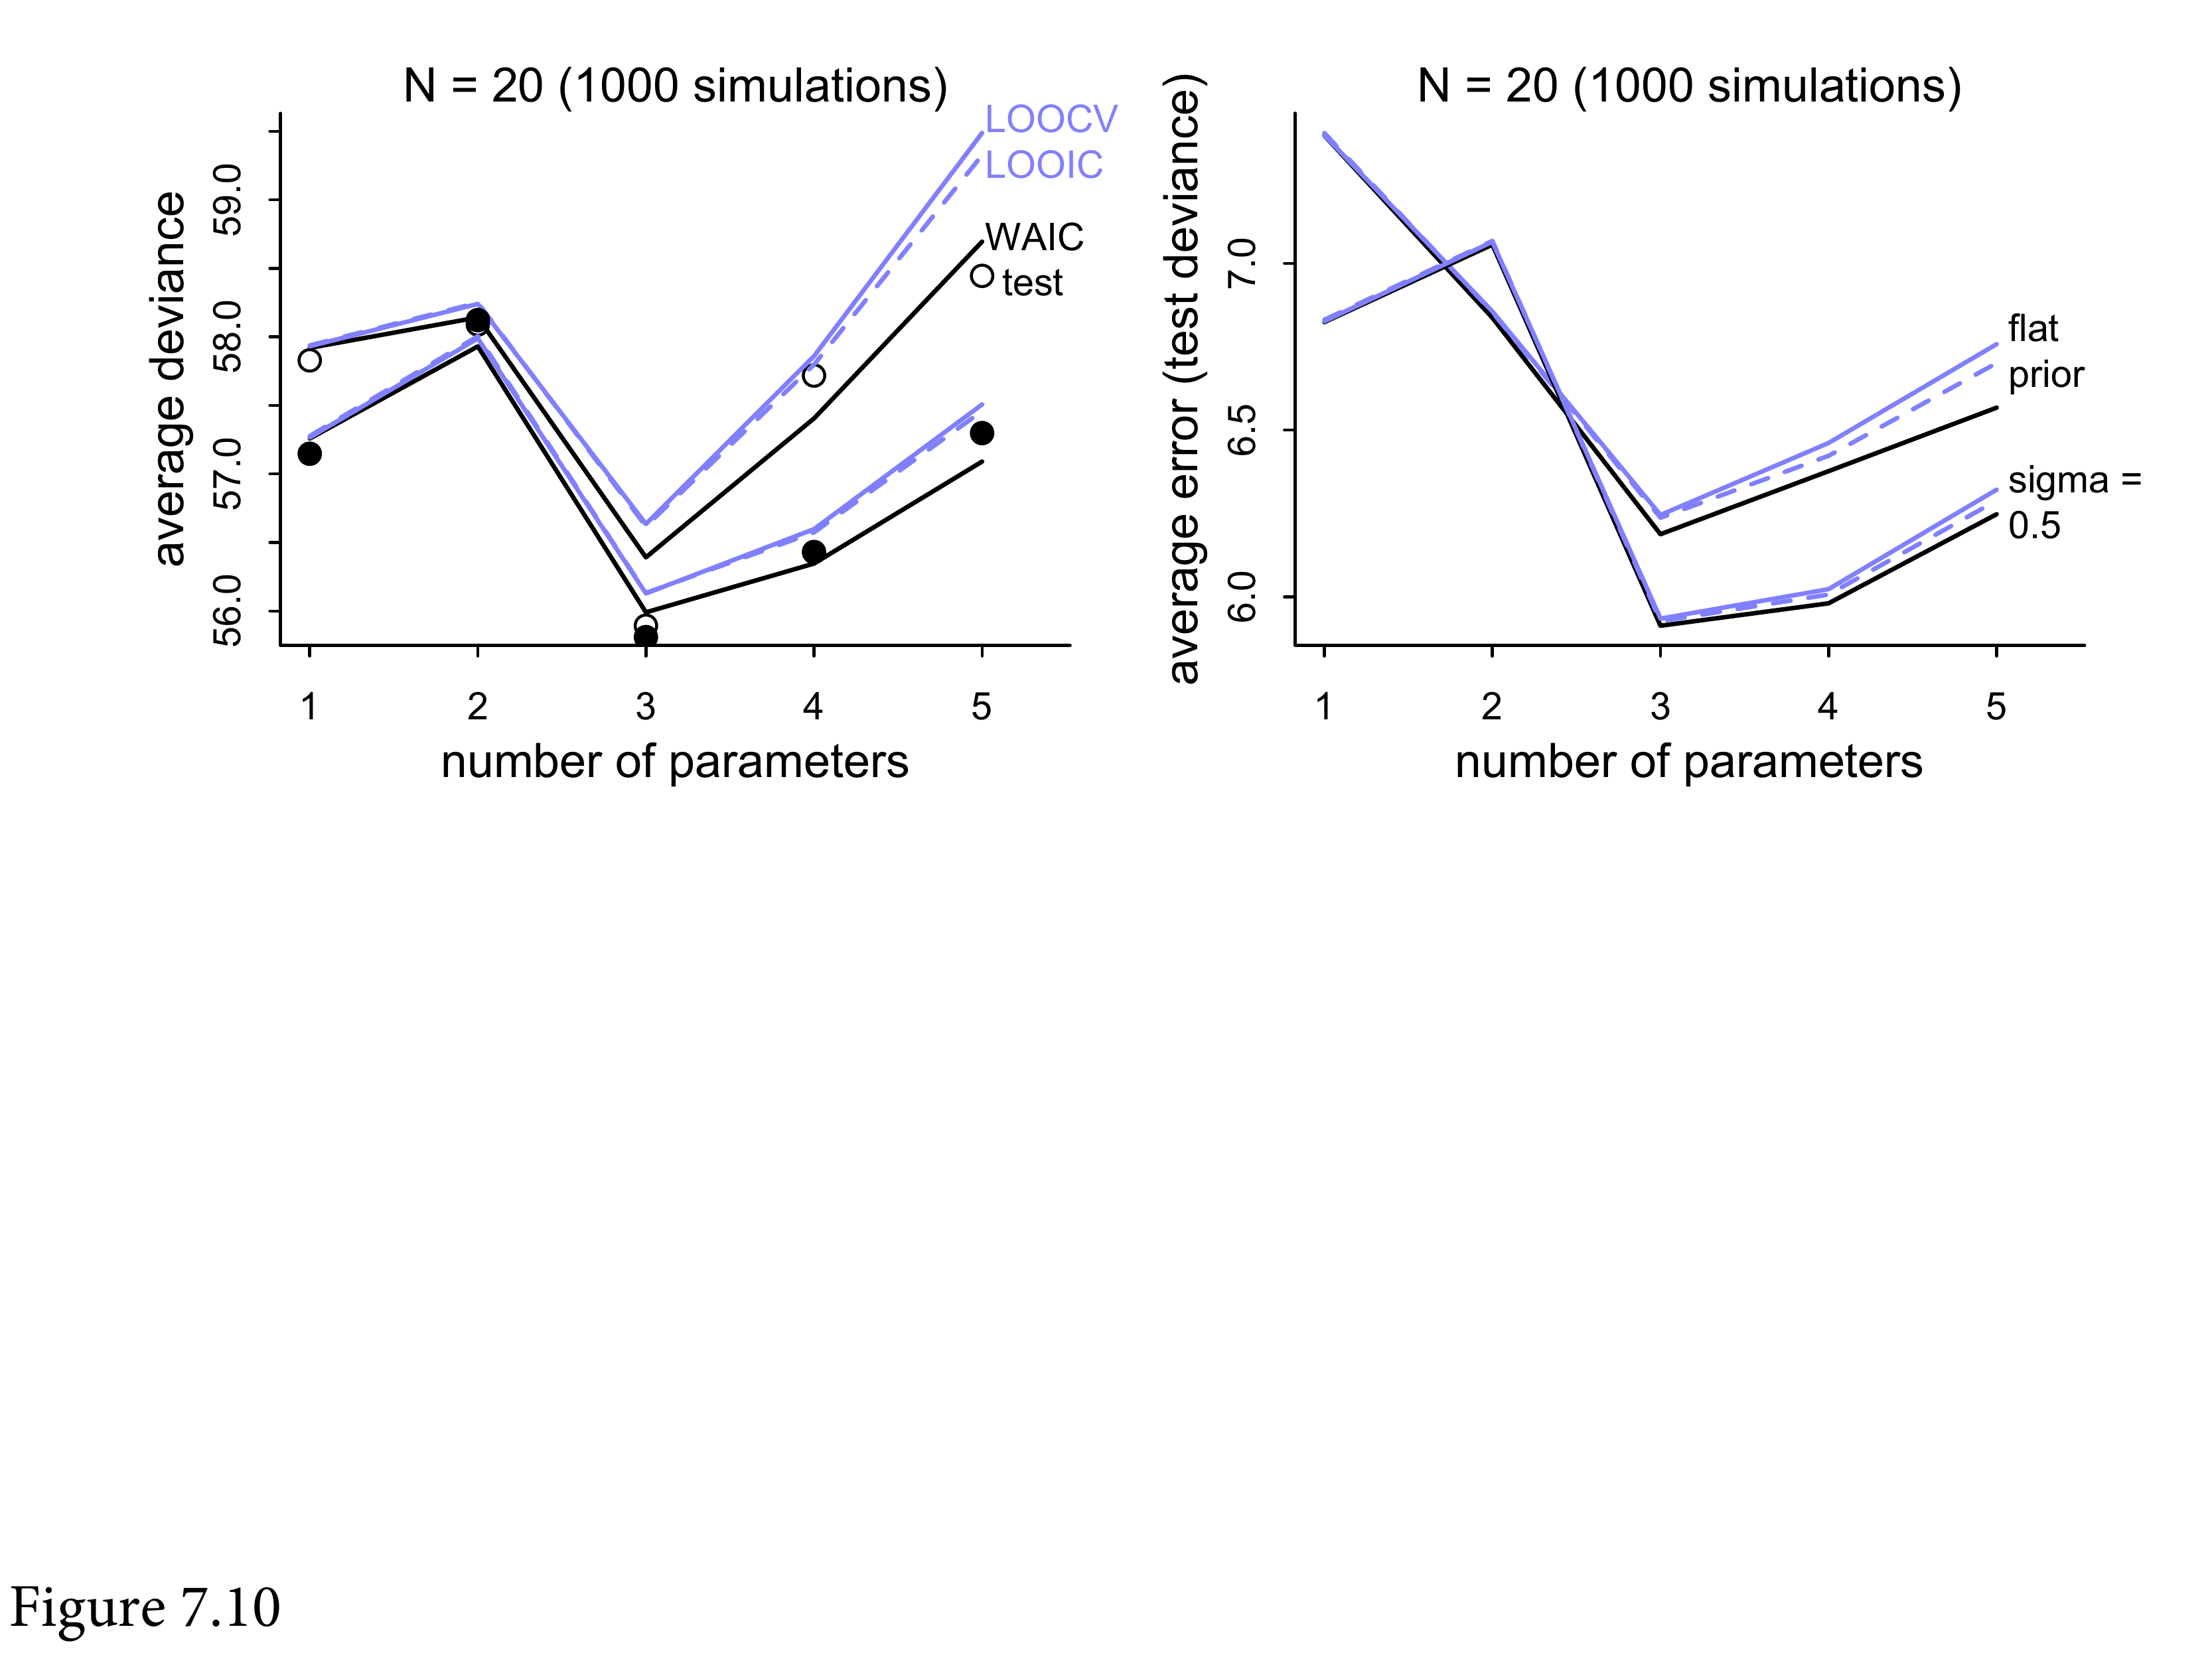 N = 20 (1000 simulations)
average deviance
59.0
58.0
57.0
56.0
LOOCV
LOOIC
WAIC
test
1 2 3 4 5
number of parameters
N = 20 (1000 simulations)
average error (test deviance)
7.0
6.5
6.0
flat
prior
sigma =
0.5
1 2 3 4 5
number of parameters
Figure 7.10